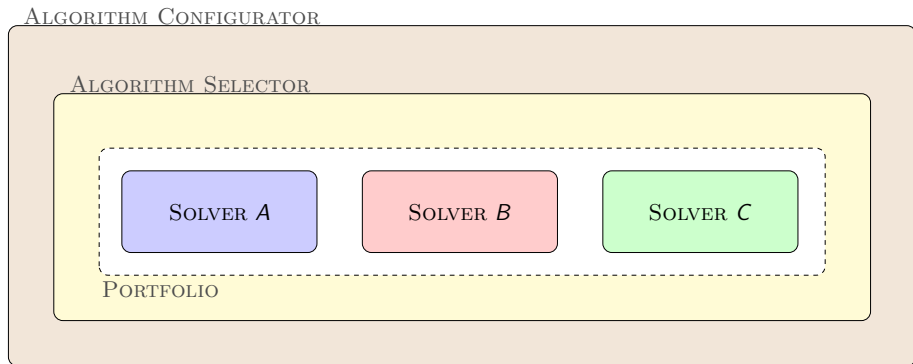 Algorithm Configurator
Algorithm Selector
Solver A
Solver B
Solver C
Portfolio